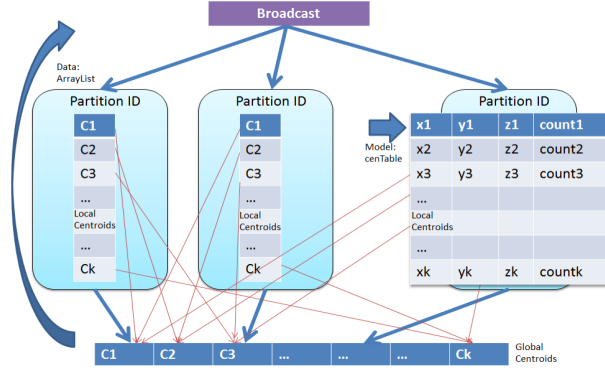 Broadcast
Data:
ArrayList
Partition ID
C1
C2
C3
...
Local
Centroids
...
Ck
Partition ID
C1
C2
C3
...
Local
Centroids
...
Ck
Partition ID
Model:
cenTable
x1 y1 z1 count1
x2 y2 z2 count2
x3 y3 z3 count3
...
Local
Centroids
...
xk yk zk countk
C1 C2 C3 ... ... ... Ck
Global
Centroids